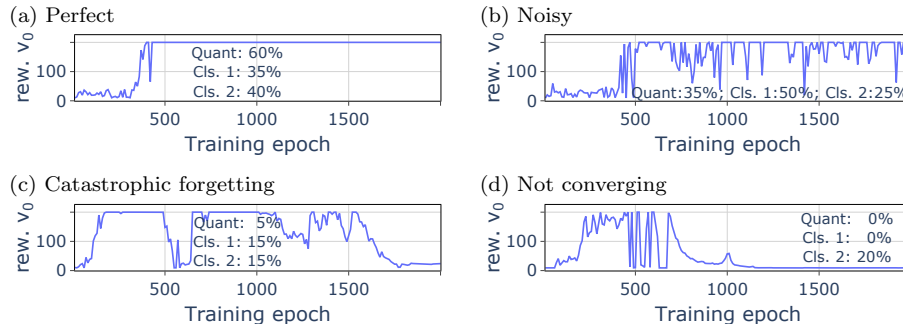 (a) Perfect
rew. v0
100
0
Quant: 60%
Cls. 1: 35%
Cls. 2: 40%
500
1000
1500
Training epoch
(b) Noisy
rew. v0
100
0
Quant:35%; Cls. 1:50%; Cls. 2:25%
500
1000
1500
Training epoch
(c) Catastrophic forgetting
rew. v0
100
0
Quant: 5%
Cls. 1: 15%
Cls. 2: 15%
500
1000
1500
Training epoch
(d) Not converging
rew. v0
100
0
Quant: 0%
Cls. 1: 0%
Cls. 2: 20%
500
1000
1500
Training epoch